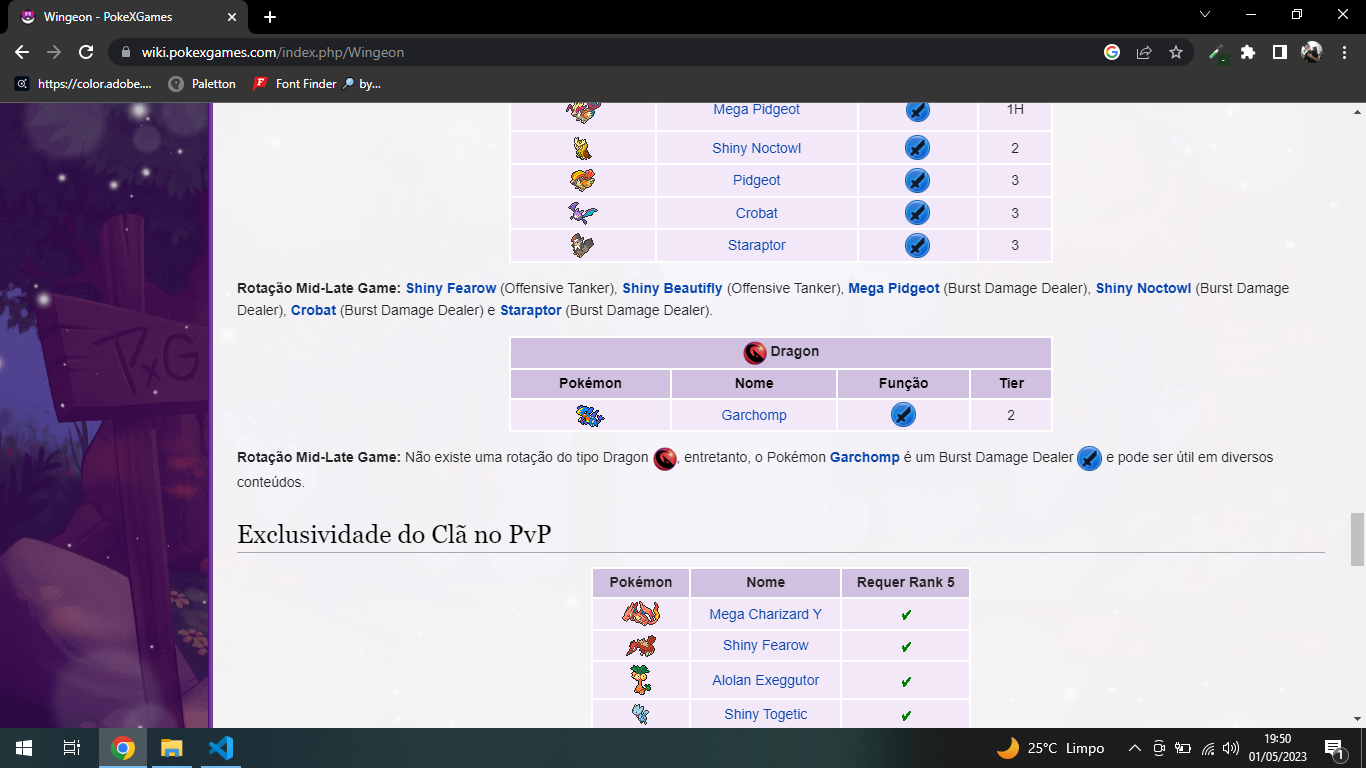 Wingeon - PokeXGames
wiki.pokexgames.com/index.php/Wingeon
https://color.adobe.... Paletton Font Finder 🔎 by...
Mega Pidgeot 1H
Shiny Noctowl 2
Pidgeot 3
Crobat 3
Staraptor 3
Rotação Mid-Late Game: Shiny Fearow (Offensive Tanker), Shiny Beautifly (Offensive Tanker), Mega Pidgeot (Burst Damage Dealer), Shiny Noctowl (Burst Damage
Dealer), Crobat (Burst Damage Dealer) e Staraptor (Burst Damage Dealer).
Dragon
Pokémon Nome Função Tier
Garchomp 2
Rotação Mid-Late Game: Não existe uma rotação do tipo Dragon , entretanto, o Pokémon Garchomp é um Burst Damage Dealer e pode ser útil em diversos
conteúdos.
Exclusividade do Clã no PvP
Pokémon Nome Requer Rank 5
Mega Charizard Y ✔
Shiny Fearow ✔
Alolan Exeggutor ✔
Shiny Togetic ✔
PxG
25°C Limpo
19:50
01/05/2023
1